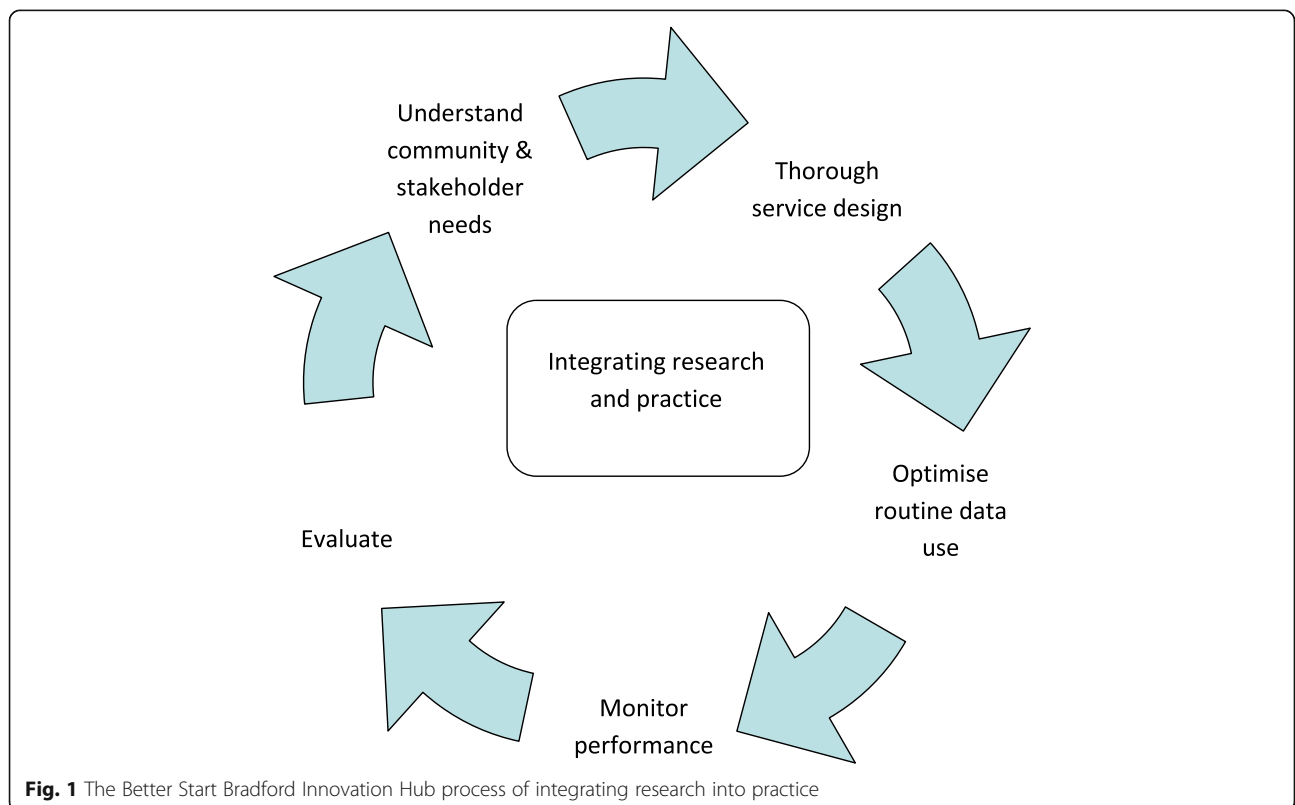 Understand
community &
stakeholder
needs
Thorough
service design
Integrating research
and practice
Optimise
routine data
use
Evaluate
Monitor
performance
Fig. 1 The Better Start Bradford Innovation Hub process of integrating research into practice